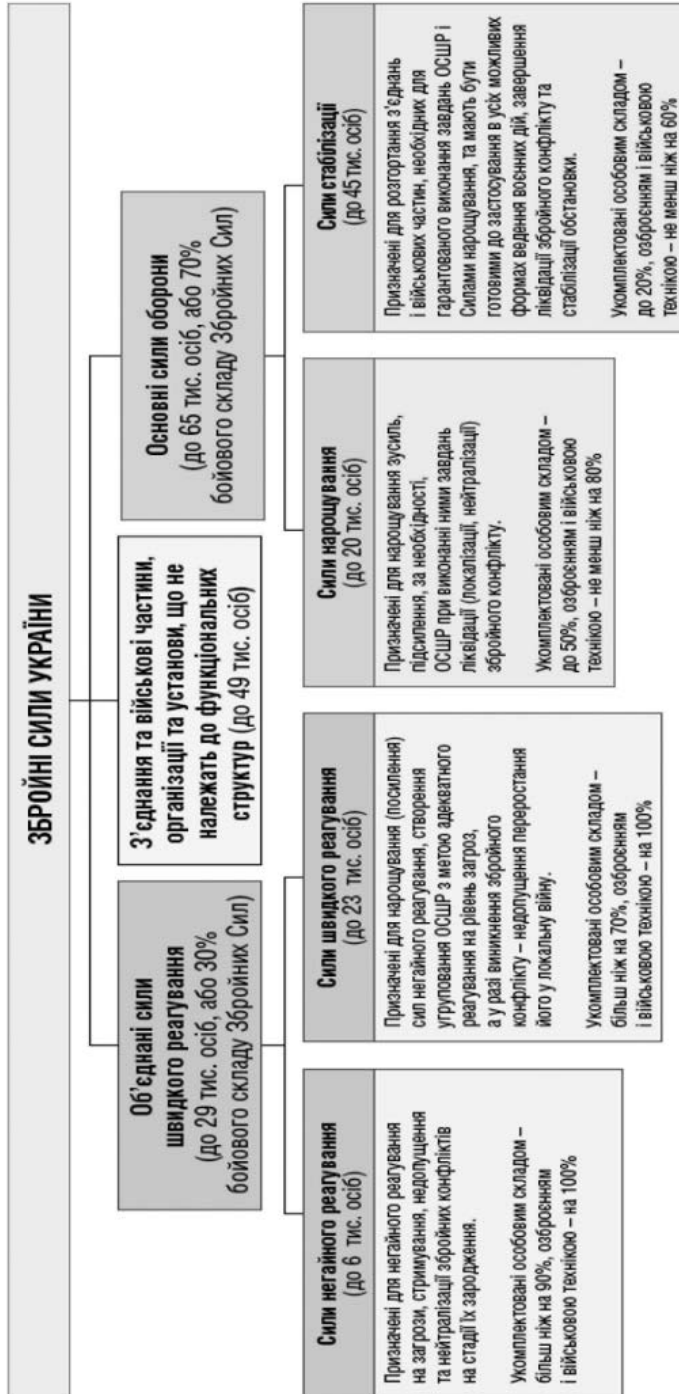 ЗБРОЙНІ СИЛИ УКРАЇНИ
Об’єднані сили
швидкого реагування
(до 29 тис. осіб, або 30%
бойового складу Збройних Сил)
З’єднання та військові частини,
організації та установи, що не
належать до функціональних
структур (до 49 тис. осіб)
Основні сили оборони
(до 65 тис. осіб, або 70%
бойового складу Збройних Сил)
Сили негайного реагування
(до 6 тис. осіб)
Призначені для негайного реагування
на загрози, стримування, недопущення
та нейтралізації збройних конфліктів
на стадії їх зародження.
Укомплектовані особовим складом –
більш ніж на 90%, озброєнням
і військовою технікою – на 100%
Сили швидкого реагування
(до 23 тис. осіб)
Призначені для нарощування (посилення)
сил негайного реагування, створення
угруповання ОСШР з метою адекватного
реагування на рівень загроз,
а у разі виникнення збройного
конфлікту – недопущення переростання
його у локальну війну.
Укомплектовані особовим складом –
більш ніж на 70%, озброєнням
і військовою технікою – на 100%
Сили нарощування
(до 20 тис. осіб)
Призначені для нарощування зусиль,
підсилення, за необхідності,
ОСШР при виконанні ними завдань
ліквідації (локалізації, нейтралізації)
збройного конфлікту.
Укомплектовані особовим складом –
до 50%, озброєнням і військовою
технікою – не менш ніж на 80%
Сили стабілізації
(до 45 тис. осіб)
Призначені для розгортання з’єднань
і військових частин, необхідних для
гарантованого виконання завдань ОСШР і
Силами нарощування, та мають бути
готовими до застосування в усіх можливих
формах ведення воєнних дій, завершення
ліквідації збройного конфлікту та
стабілізації обстановки.
Укомплектовані особовим складом –
до 20%, озброєнням і військовою
технікою – не менш ніж на 60%